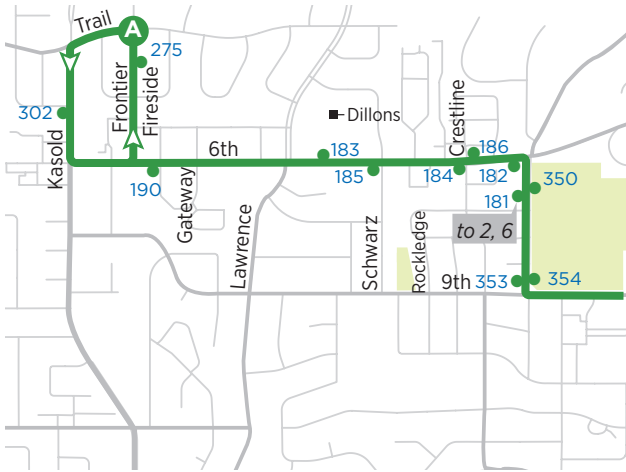 Trail
A
275
302
Frontier
Fireside
Kasold
6th
190
Gateway
Lawrence
Dillons
183
185
Schwarz
Crestline
186
184
182
350
181
to 2, 6
Rockledge
9th
353
354